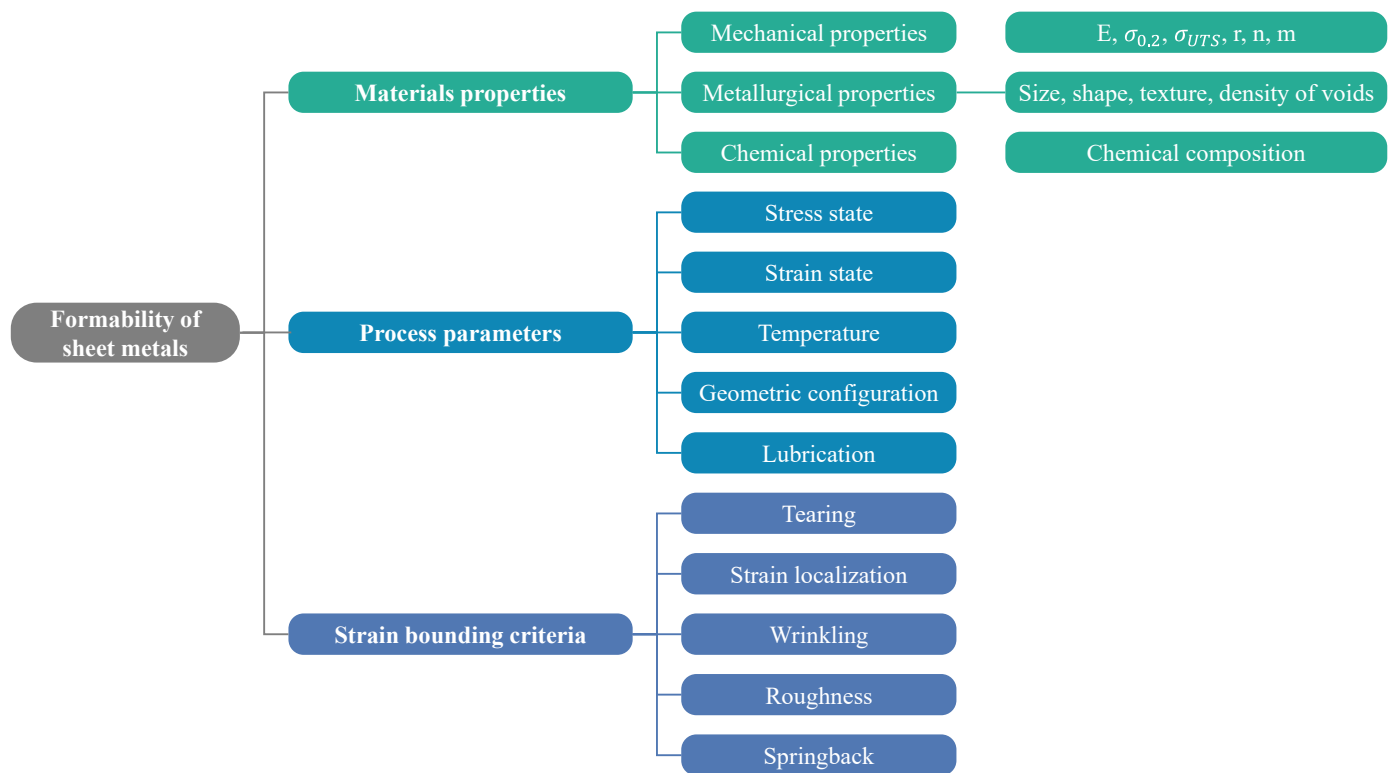 Formability of
sheet metals
Materials properties
Mechanical properties
E, σ0.2, σUTS, r, n, m
Metallurgical properties
Size, shape, texture, density of voids
Chemical properties
Chemical composition
Process parameters
Stress state
Strain state
Temperature
Geometric configuration
Lubrication
Strain bounding criteria
Tearing
Strain localization
Wrinkling
Roughness
Springback